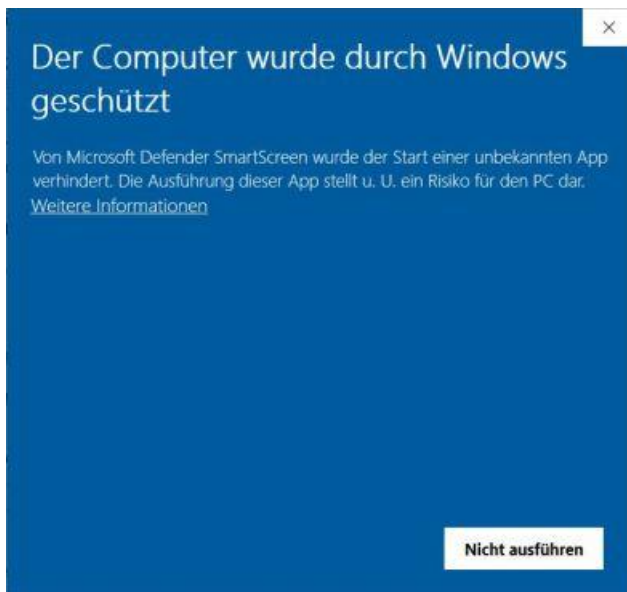 Der Computer wurde durch Windows
geschützt
Von Microsoft Defender SmartScreen wurde der Start einer unbekannten App
verhindert. Die Ausführung dieser App stellt u. U. ein Risiko für den PC dar.
Weitere Informationen
Nicht ausführen